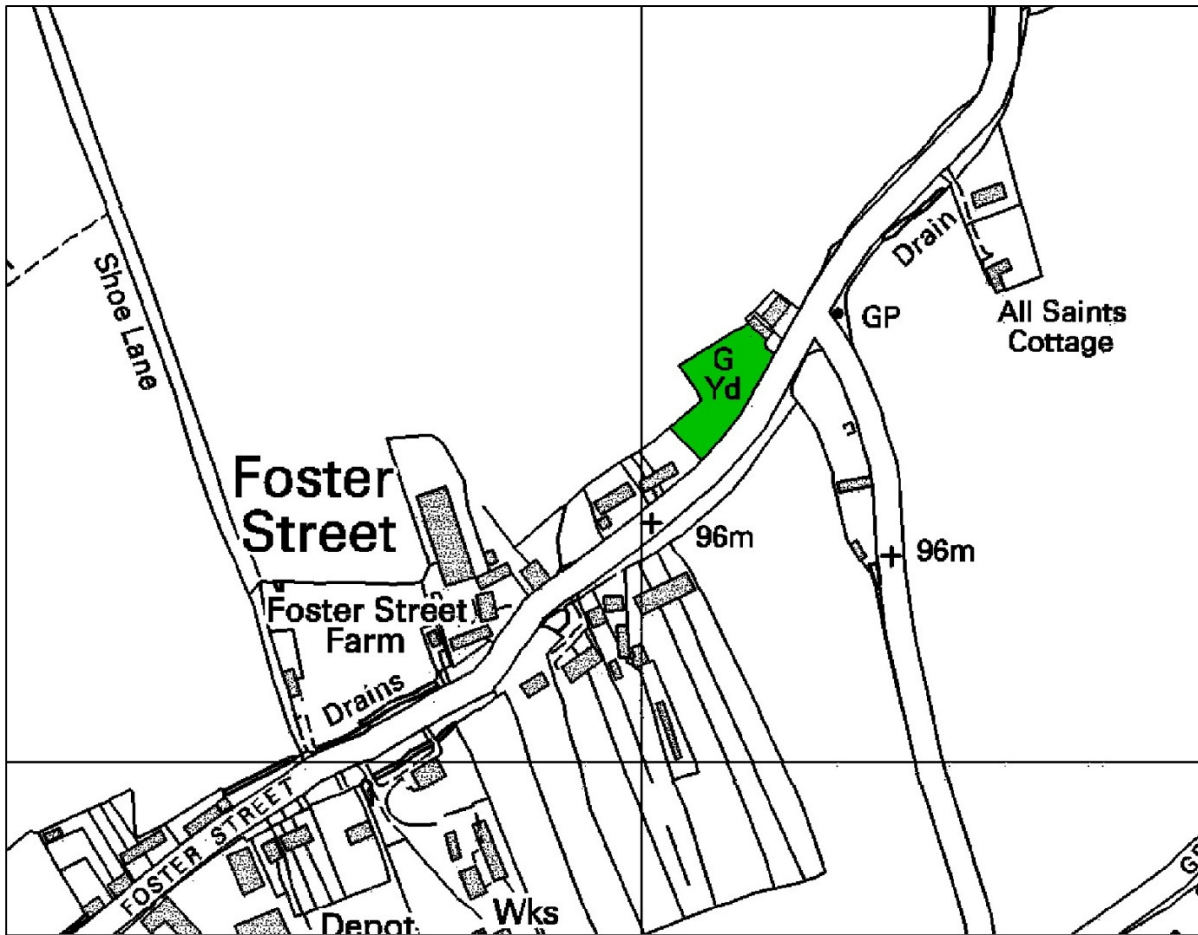 Shoe Lane
Drain
GP
All Saints
Cottage
G
Yd
Foster
Street
96m
96m
Foster Street
Farm
Drains
FOSTER STREET
Depot
Wks